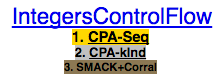 IntegersControlFlow
1. CPA-Seq
2. CPA-kInd
3. SMACK+Corral